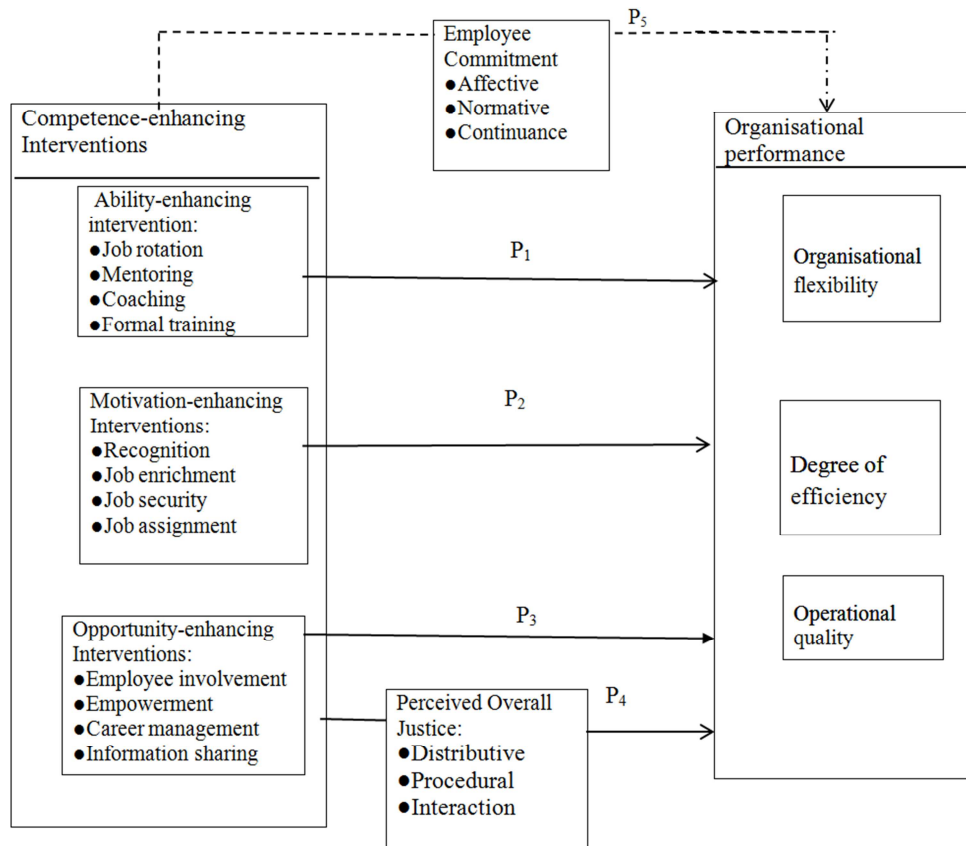 Employee
Commitment
●Affective
●Normative
●Continuance
P₅
Competence-enhancing
Interventions
Ability-enhancing
intervention:
●Job rotation
●Mentoring
●Coaching
●Formal training
P₁
Motivation-enhancing
Interventions:
●Recognition
●Job enrichment
●Job security
●Job assignment
P₂
Opportunity-enhancing
Interventions:
●Employee involvement
●Empowerment
●Career management
●Information sharing
P₃
Perceived Overall
Justice:
●Distributive
●Procedural
●Interaction
P₄
Organisational
performance
Organisational
flexibility
Degree of
efficiency
Operational
quality